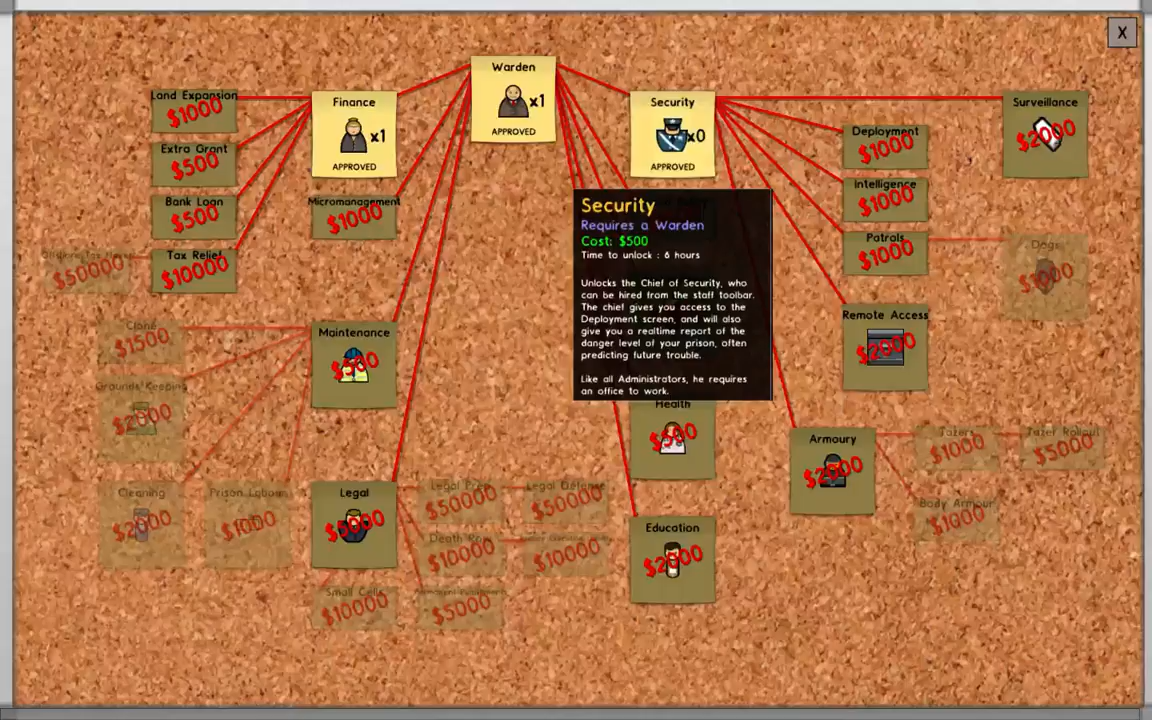 X
Warden
x1
APPROVED
Finance
x1
APPROVED
Security
x0
APPROVED
Land Expansion
$1000
Extra Grant
$500
Bank Loan
$500
Tax Relief
$10000
$50000
Micromanagement
$1000
Surveillance
$2000
Deployment
$1000
Intelligence
$1000
Patrols
$1000
Dogs
$1000
Remote Access
$2000
Security
Requires a Warden
Cost: $500
Time to unlock : 6 hours
Unlocks the Chief of Security, who
can be hired from the staff toolbar.
The chief gives you access to the
Deployment screen, and will also
give you a realtime report of the
danger level of your prison, often
predicting future trouble.
Like all Administrators, he requires
an office to work.
Clone
$1500
Maintenance
$500
Grounds Keeping
$2000
Health
$500
Armoury
$2000
Tazers
$1000
Tazer Rollout
$5000
Body Armour
$1000
Cleaning
$2000
Prison Labour
$1000
Legal
$5000
Legal Prep
$50000
Legal Defense
$50000
Death Row
$10000
$10000
Small Cells
$10000
$5000
Education
$2000